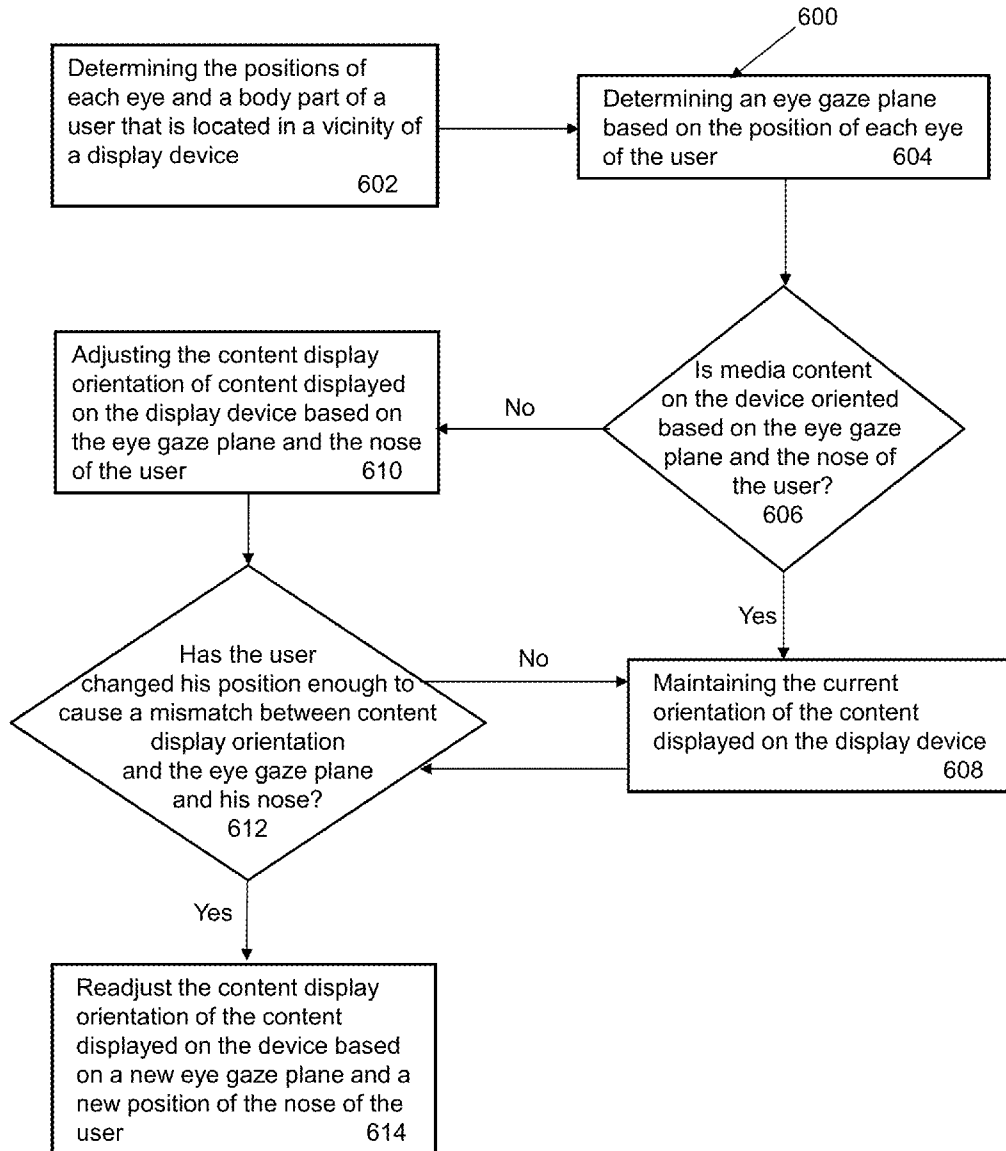 600
Determining the positions of
each eye and a body part of a
user that is located in a vicinity of
a display device
602
Determining an eye gaze plane
based on the position of each eye
of the user 604
Is media content
on the device oriented
based on the eye gaze
plane and the nose of
the user?
606
No
Yes
Adjusting the content display
orientation of content displayed
on the display device based on
the eye gaze plane and the nose
of the user 610
Has the user
changed his position enough to
cause a mismatch between content
display orientation
and the eye gaze plane
and his nose?
612
No
Maintaining the current
orientation of the content
displayed on the display device
608
Yes
Readjust the content display
orientation of the content
displayed on the device based
on a new eye gaze plane and a
new position of the nose of the
user 614